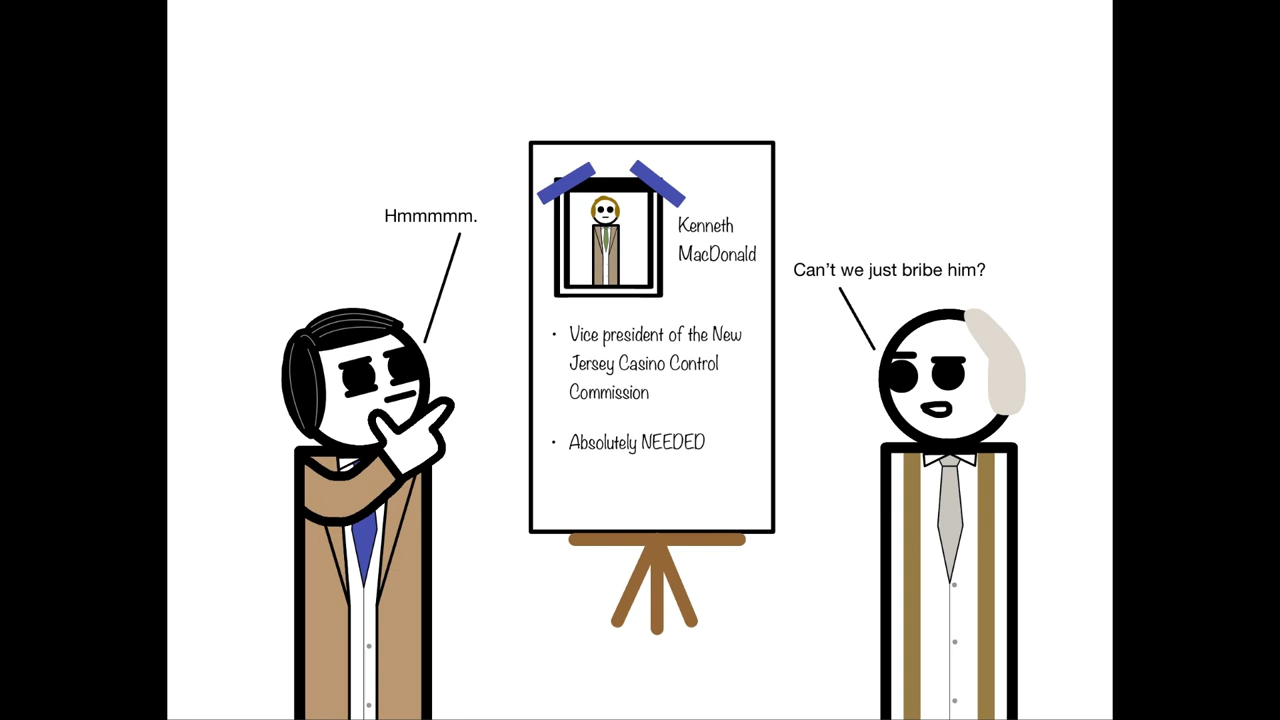 Hmmmmm.
Kenneth
MacDonald
Can’t we just bribe him?
• Vice president of the New
Jersey Casino Control
Commission
• Absolutely NEEDED